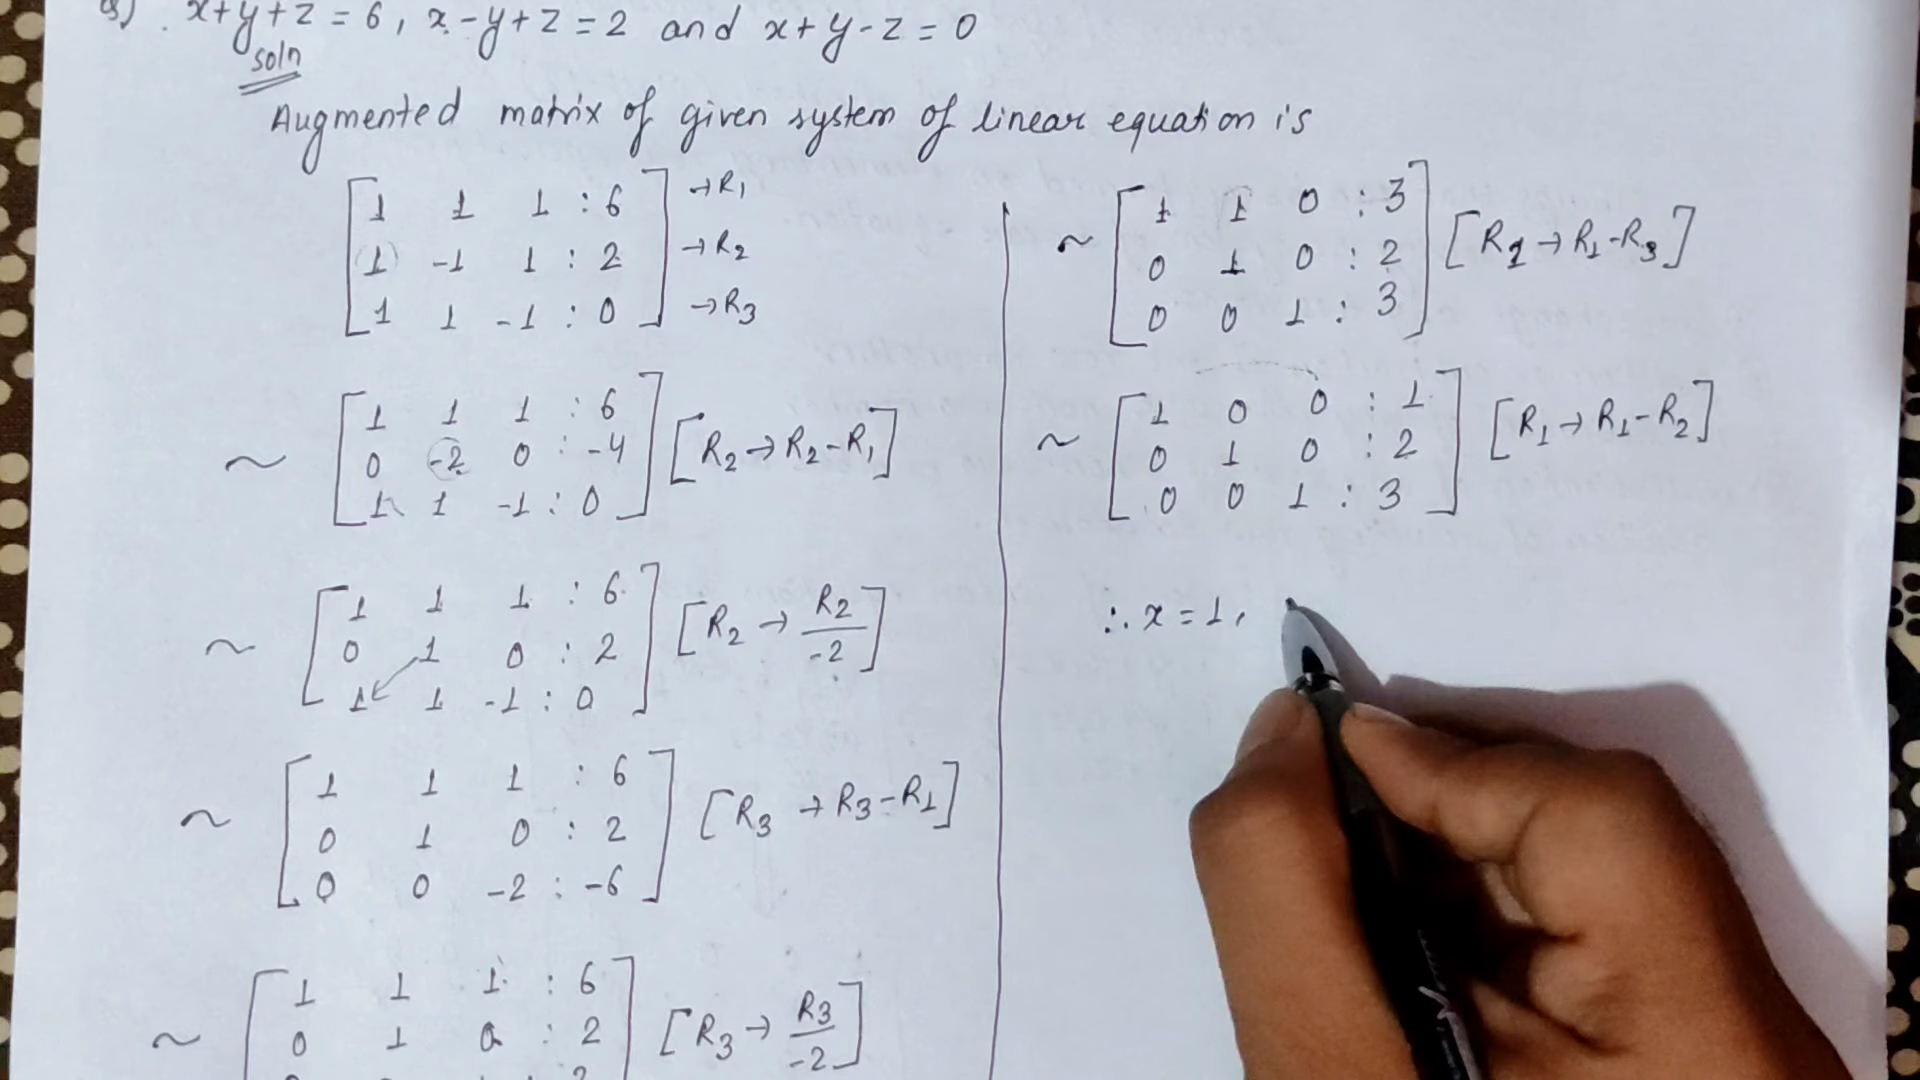 x+y+z=6, x-y+z=2 and x+y-z=0
soln
Augmented matrix of given system of linear equation is
[1 1 1 : 6] →R1
[1 -1 1 : 2] →R2
[1 1 -1 : 0] →R3
~ [1 1 1 : 6]
[0 -2 0 : -4] [R2→R2-R1]
[1 1 -1 : 0]
~ [1 1 1 : 6]
[0 1 0 : 2] [R2→R2/-2]
[1 1 -1 : 0]
~ [1 1 1 : 6]
[0 1 0 : 2] [R3→R3-R1]
[0 0 -2 : -6]
~ [1 1 1 : 6]
[0 1 0 : 2] [R3→R3/-2]
~ [1 1 0 : 3]
[0 1 0 : 2] [R1→R1-R3]
[0 0 1 : 3]
~ [1 0 0 : 1]
[0 1 0 : 2] [R1→R1-R2]
[0 0 1 : 3]
∴ x=1,